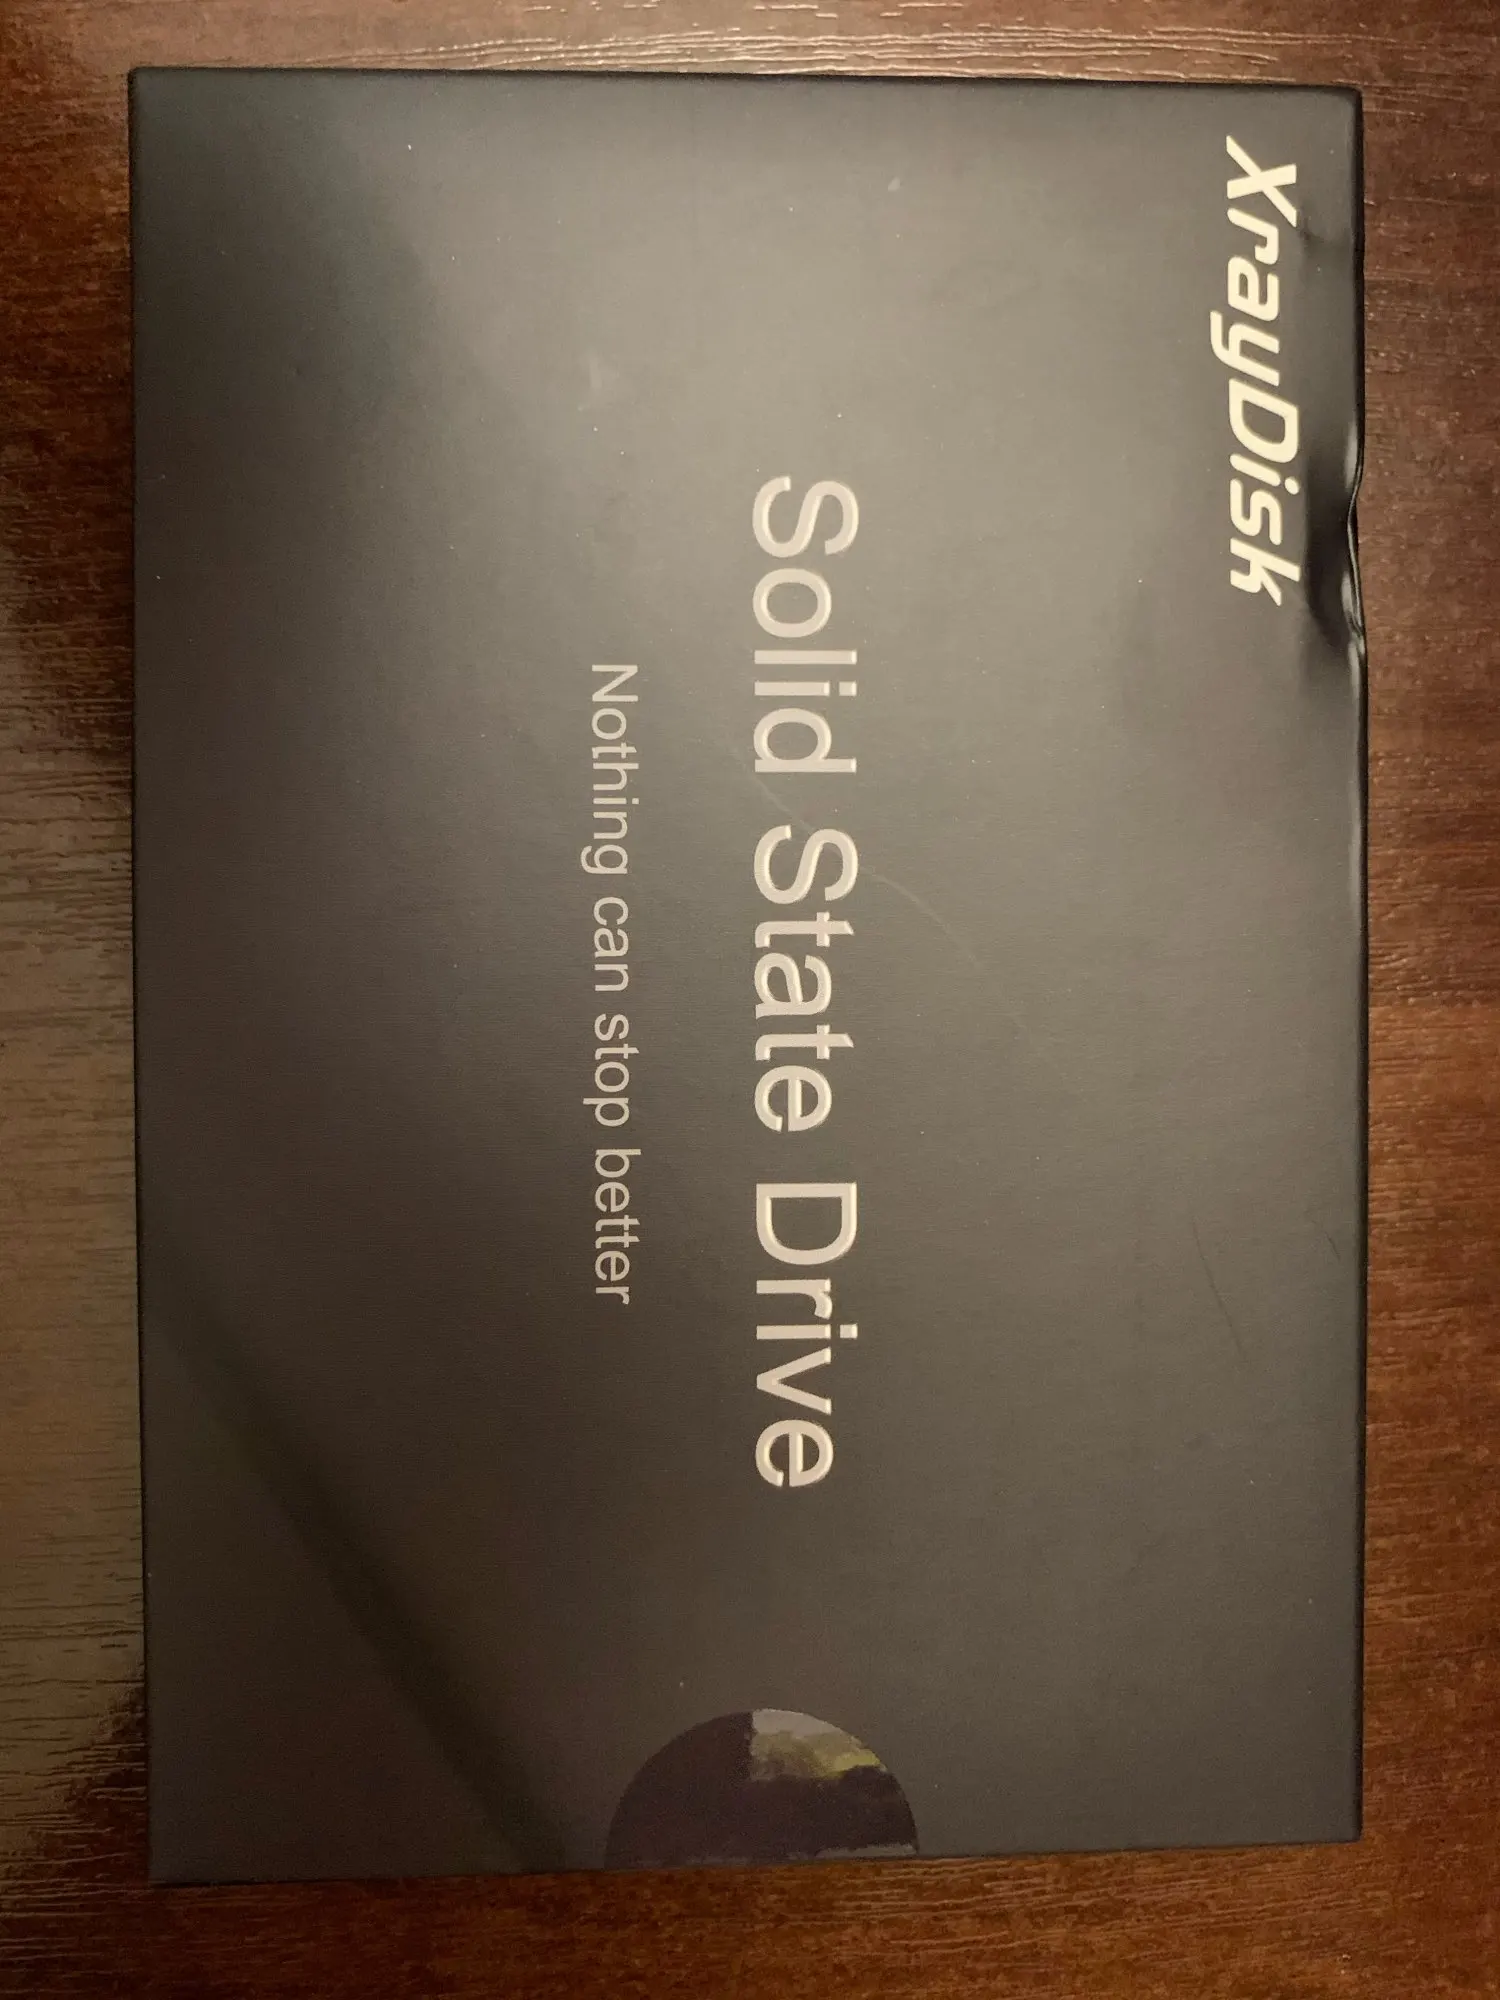 XrayDisk
Solid State Drive
Nothing can stop better